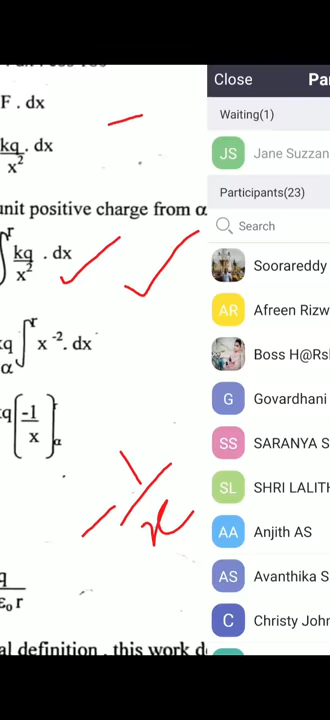 F . dx
kq . dx
x²
unit positive charge from α
r
kq . dx
x²
r
x⁻² . dx
α
-1
x
α
-1/x
q
ε₀ r
al definition , this work d
Close
Waiting(1)
JS Jane Suzzan
Participants(23)
Search
Soorareddy
AR Afreen Rizw
Boss H@Rs
G Govardhani
SS SARANYA S
SL SHRI LALITH
AA Anjith AS
AS Avanthika S
C Christy John